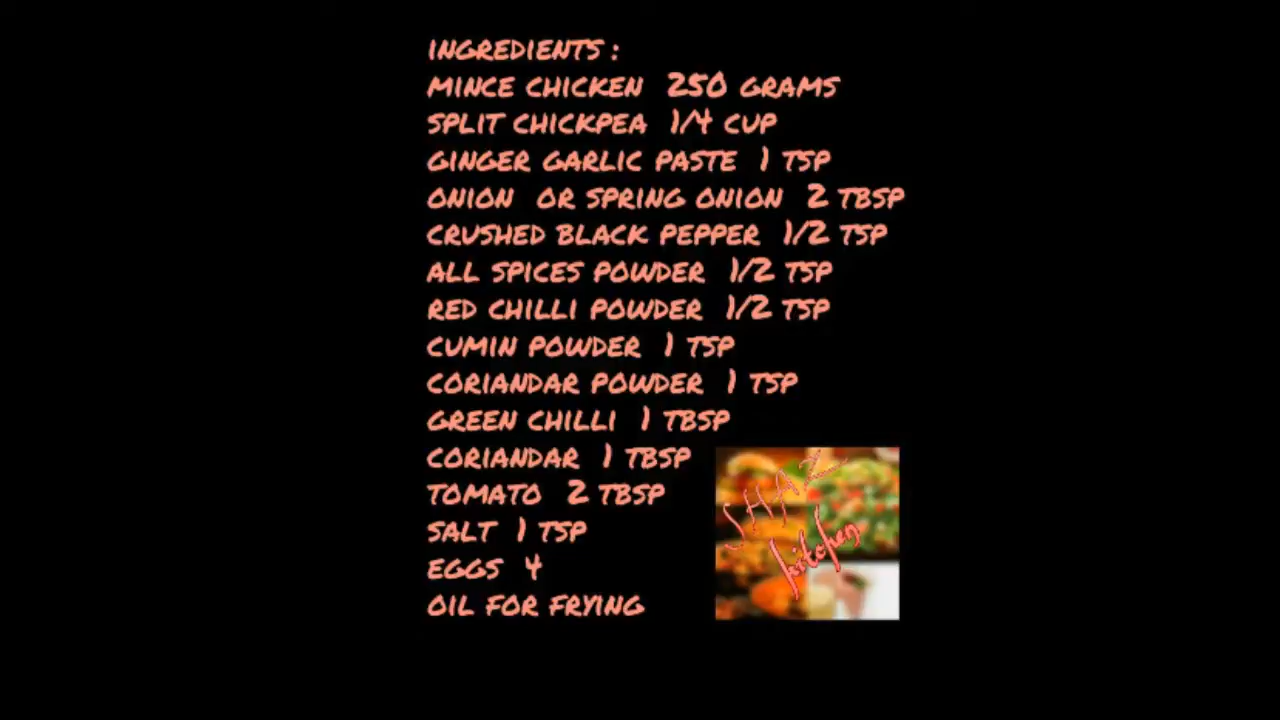 INGREDIENTS :
MINCE CHICKEN 250 GRAMS
SPLIT CHICKPEA 1/4 CUP
GINGER GARLIC PASTE 1 TSP
ONION OR SPRING ONION 2 TBSP
CRUSHED BLACK PEPPER 1/2 TSP
ALL SPICES POWDER 1/2 TSP
RED CHILLI POWDER 1/2 TSP
CUMIN POWDER 1 TSP
CORIANDAR POWDER 1 TSP
GREEN CHILLI 1 TBSP
CORIANDAR 1 TBSP
TOMATO 2 TBSP
SALT 1 TSP
EGGS 4
OIL FOR FRYING
SHAZ
kitchen